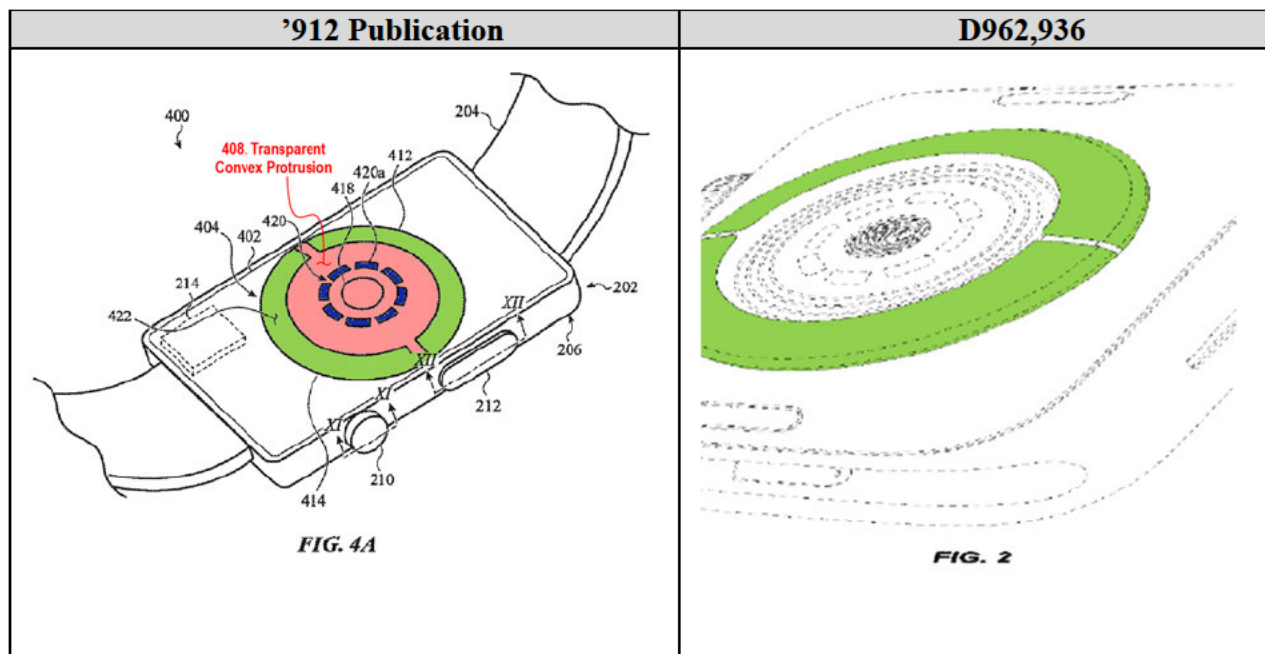 ’912 Publication
D962,936
400
204
408. Transparent
Convex Protrusion
412
420a
418
420
402
404
214
422
202
XII
206
XII
XI
212
XI
210
414
FIG. 4A
FIG. 2